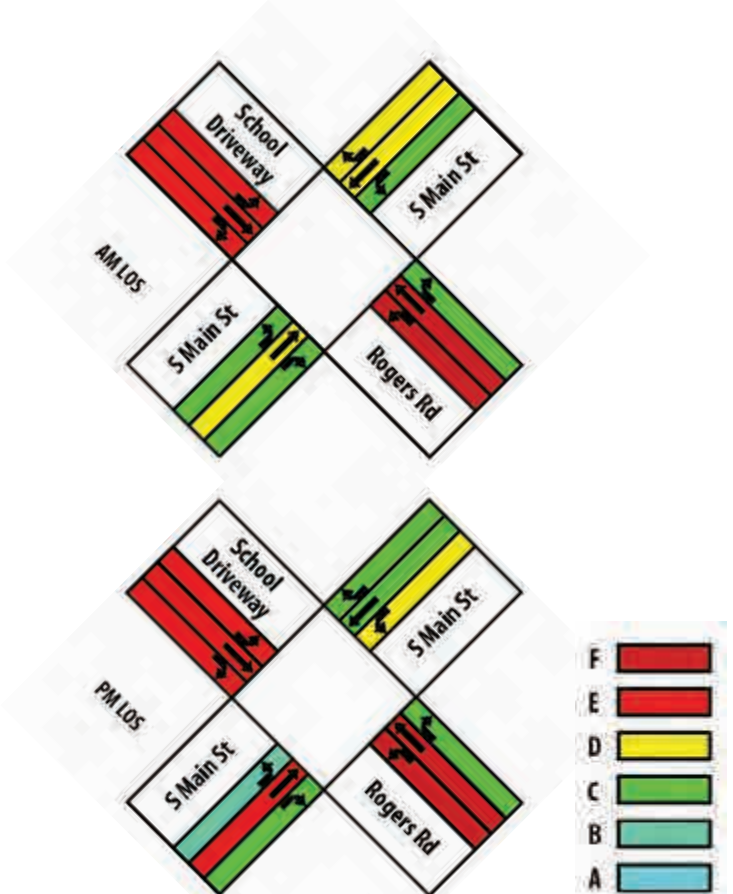 School
Driveway
S Main St
AM LOS
S Main St
Rogers Rd
School
Driveway
S Main St
PM LOS
S Main St
Rogers Rd
F
E
D
C
B
A